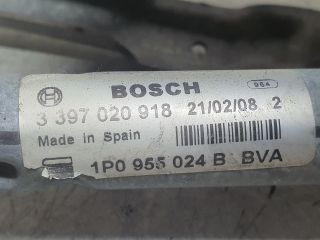 BOSCH 964
3 397 020 918 21/02/08 2
Made in Spain
1P0 955 024 B BVA